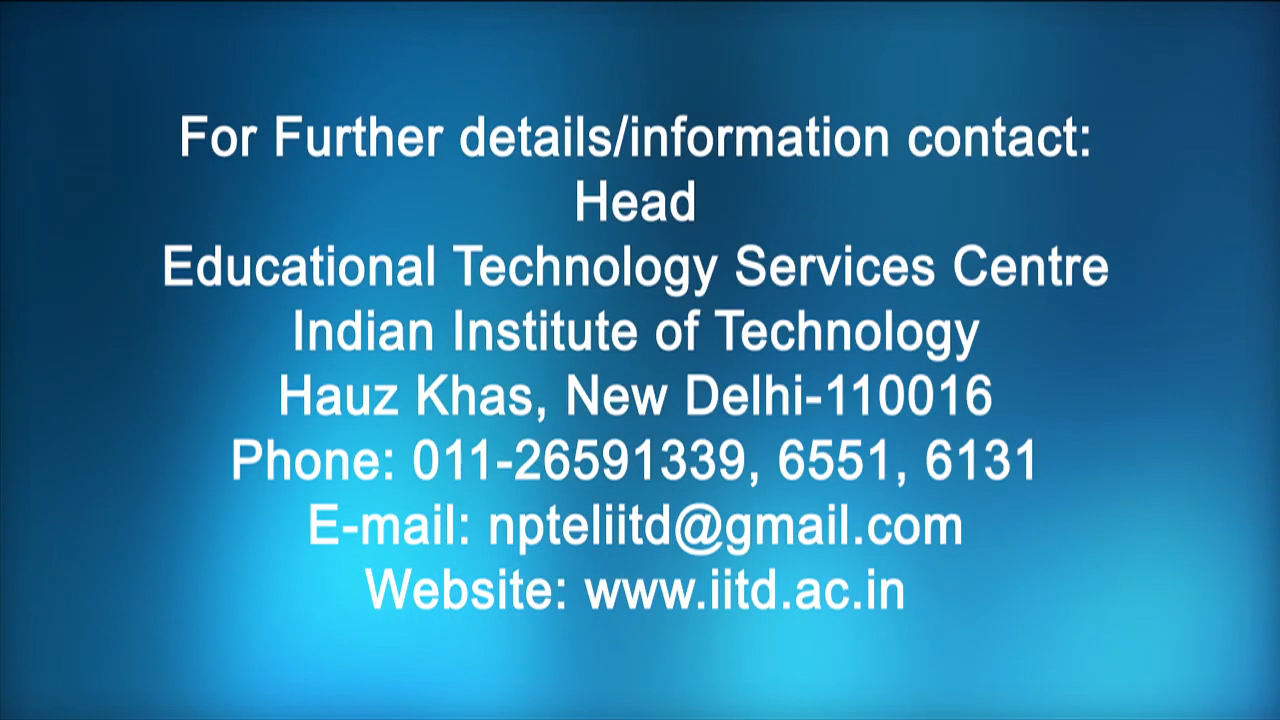 For Further details/information contact:
Head
Educational Technology Services Centre
Indian Institute of Technology
Hauz Khas, New Delhi-110016
Phone: 011-26591339, 6551, 6131
E-mail: npteliitd@gmail.com
Website: www.iitd.ac.in